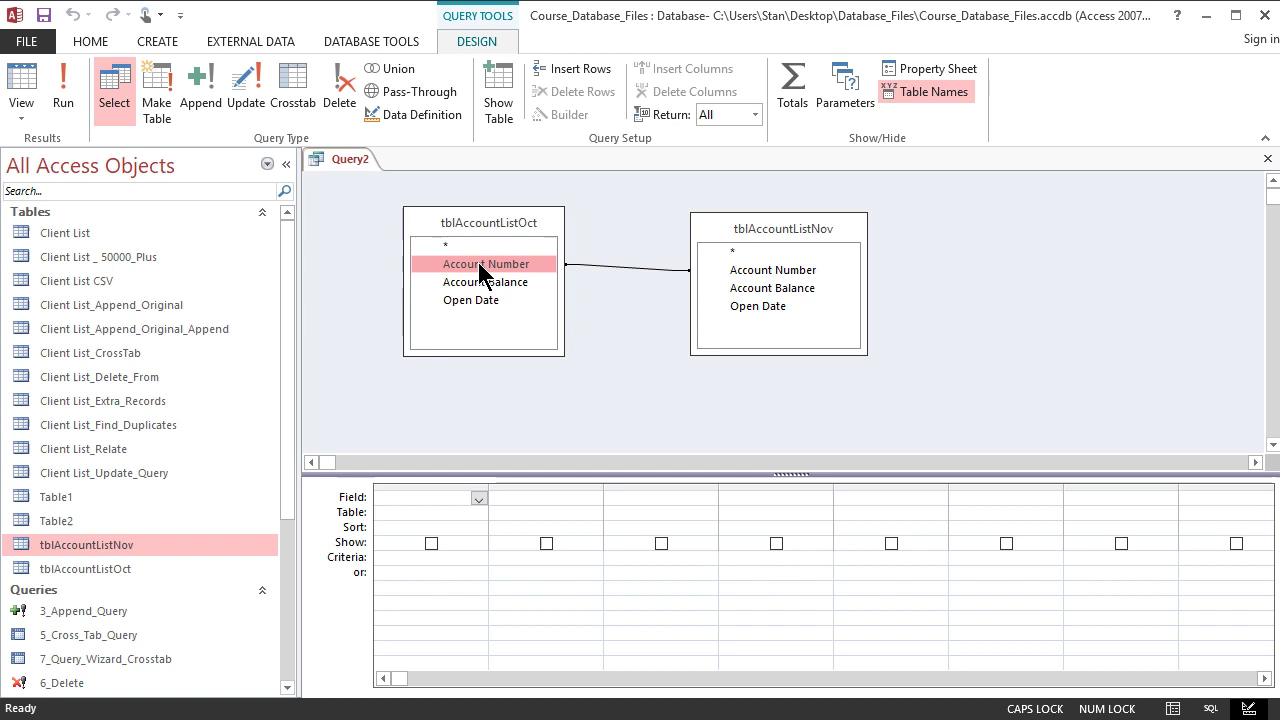 QUERY TOOLS
Course_Database_Files : Database- C:\Users\Stan\Desktop\Database_Files\Course_Database_Files.accdb (Access 2007...
Sign in
FILE HOME CREATE EXTERNAL DATA DATABASE TOOLS DESIGN
View
Run
Results
Select
Make Table
Append
Update
Crosstab
Delete
Union
Pass-Through
Data Definition
Query Type
Show Table
Insert Rows
Delete Rows
Builder
Insert Columns
Delete Columns
Return: All
Query Setup
Totals
Parameters
Property Sheet
XYZ Table Names
Show/Hide
All Access Objects
Search...
Tables
Client List
Client List _ 50000_Plus
Client List CSV
Client List_Append_Original
Client List_Append_Original_Append
Client List_CrossTab
Client List_Delete_From
Client List_Extra_Records
Client List_Find_Duplicates
Client List_Relate
Client List_Update_Query
Table1
Table2
tblAccountListNov
tblAccountListOct
Queries
3_Append_Query
5_Cross_Tab_Query
7_Query_Wizard_Crosstab
6_Delete
Query2
tblAccountListOct
*
Account Number
Account Balance
Open Date
tblAccountListNov
*
Account Number
Account Balance
Open Date
Field:
Table:
Sort:
Show:
Criteria:
or:
Ready
CAPS LOCK NUM LOCK SQL